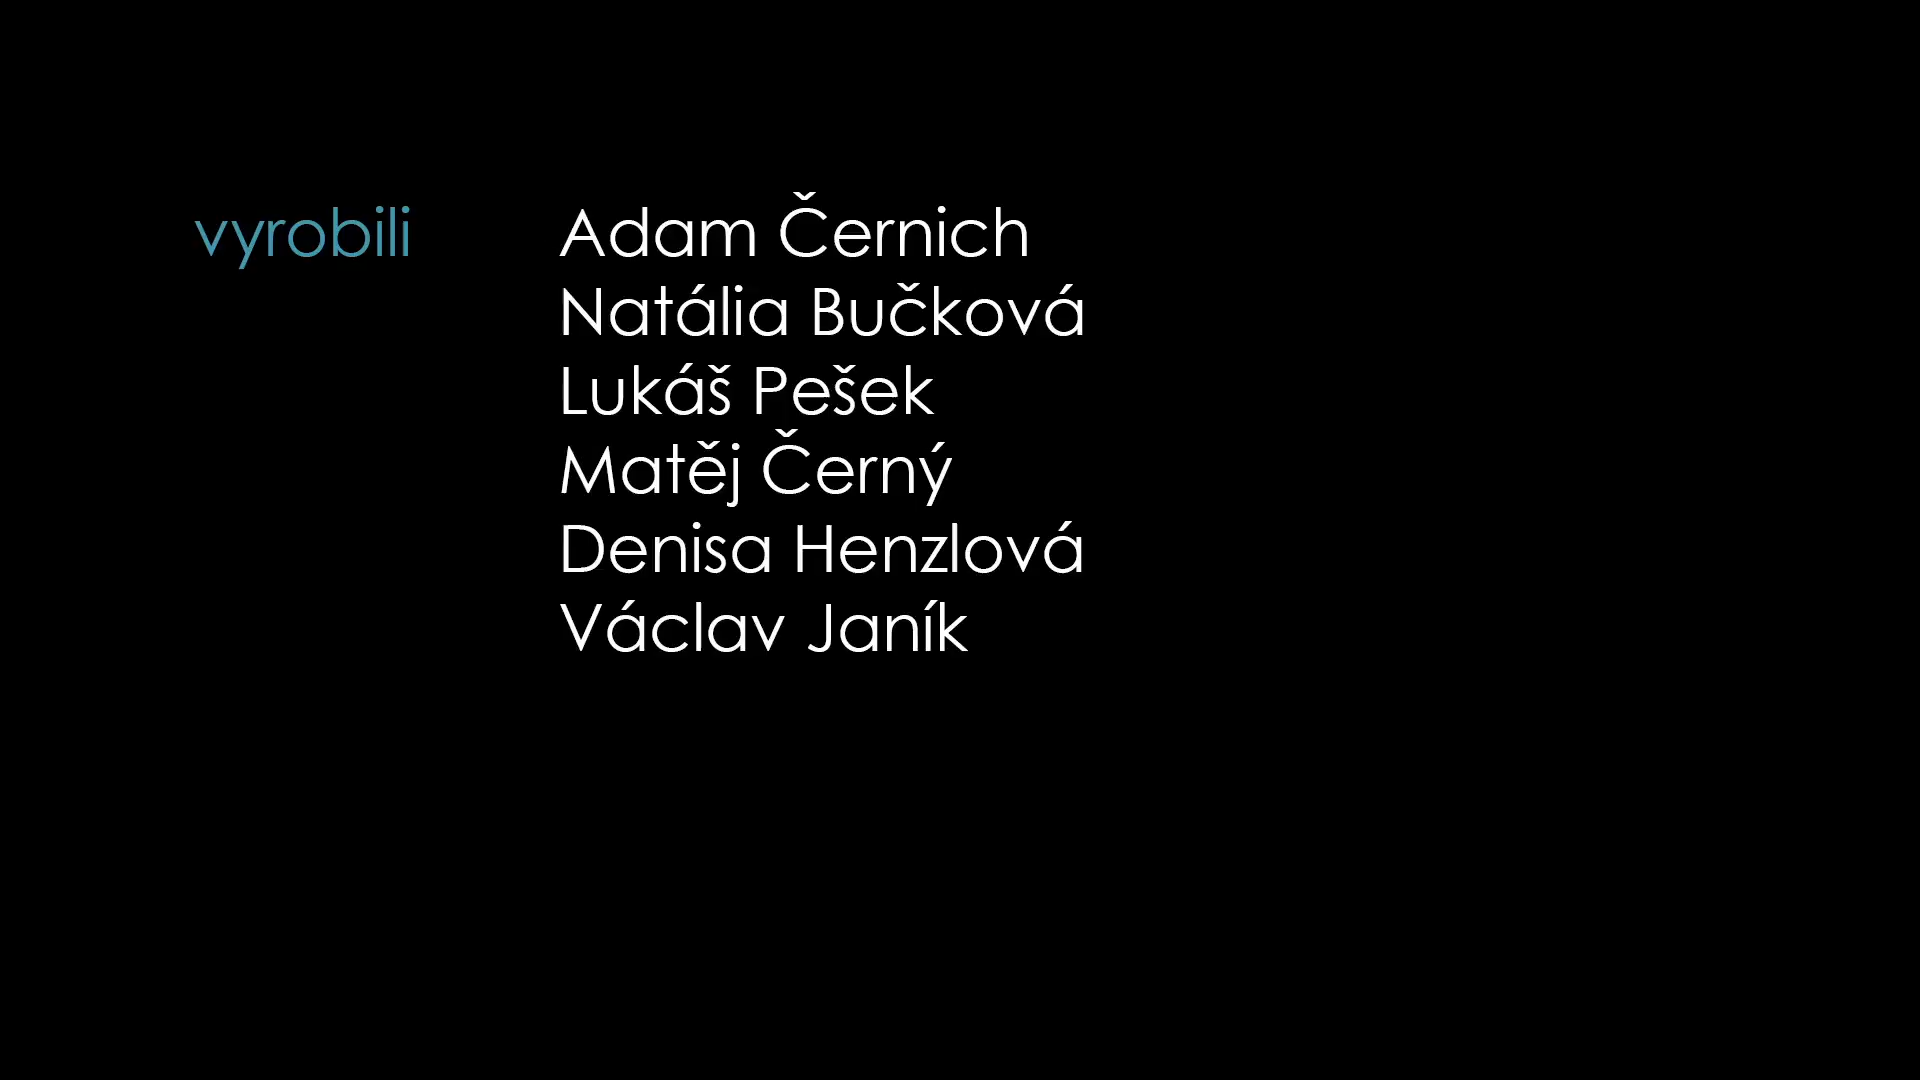 vyrobili Adam Černich
Natália Bučková
Lukáš Pešek
Matěj Černý
Denisa Henzlová
Václav Janík